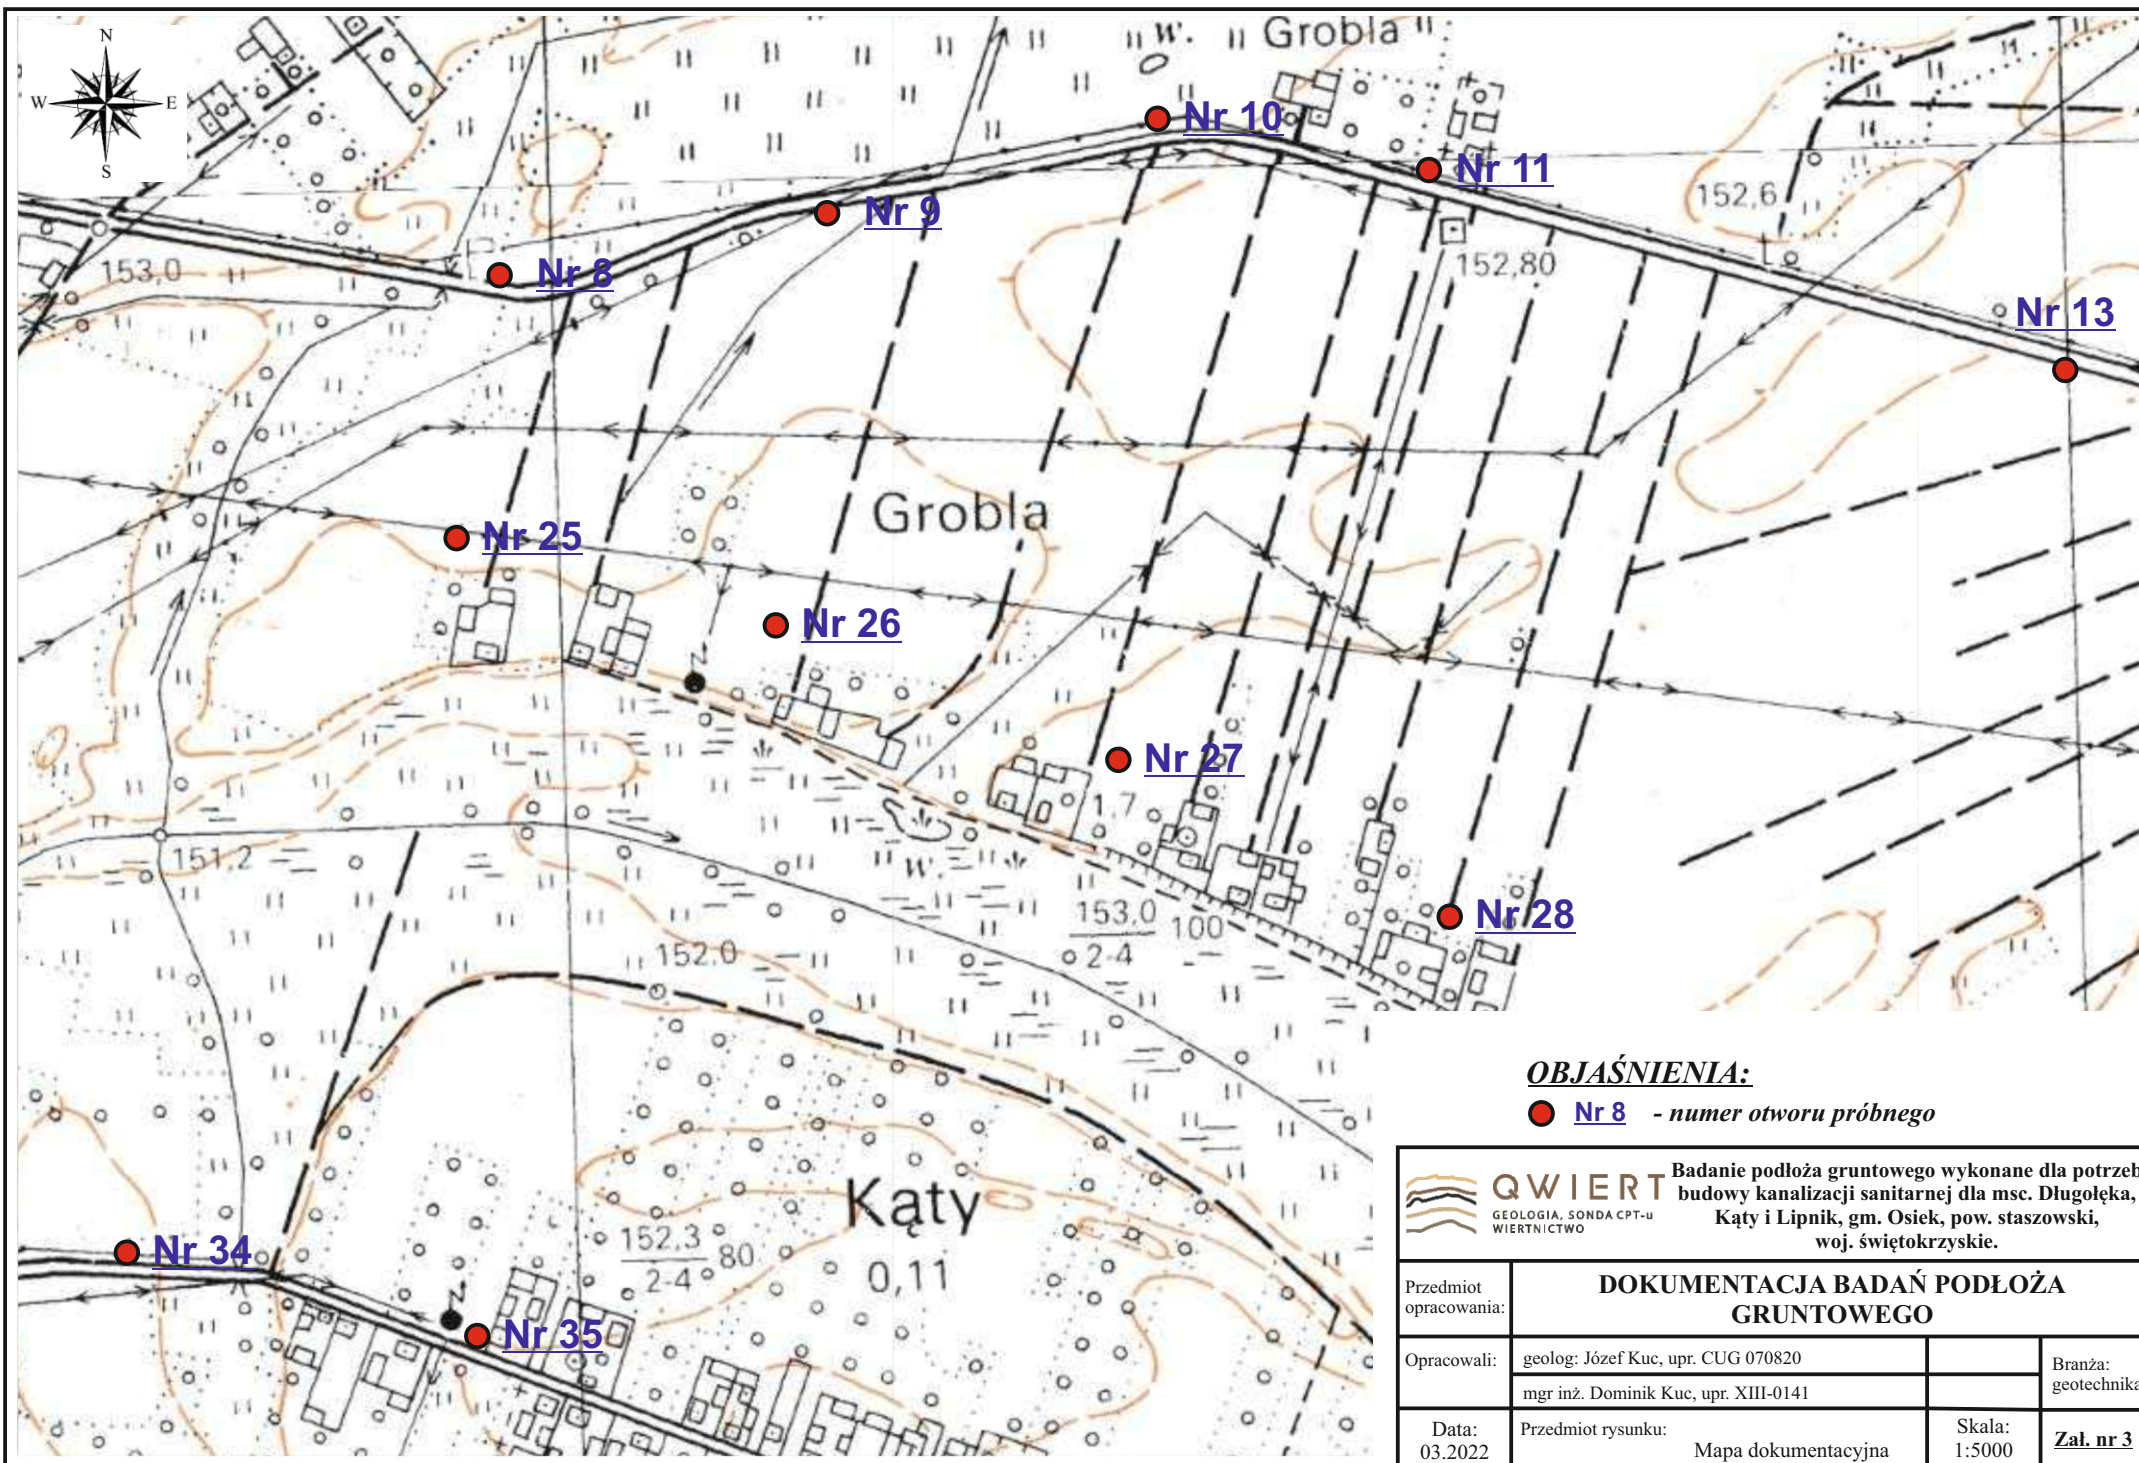 N
W E
S
w. Grobla
Nr 10
Nr 11
152,6
Nr 9
153,0
Nr 8
152,80
Nr 13
Grobla
Nr 25
Nr 26
Nr 27
1.7
151,2
w.
153,0
2-4
100
Nr 28
152.0
OBJAŚNIENIA:
Nr 8 - numer otworu próbnego
Kąty
0,11
152,3
2-4
80
Nr 34
Nr 35
QWIERT
GEOLOGIA, SONDA CPT-u
WIERTNICTWO
Badanie podłoża gruntowego wykonane dla potrzeb
budowy kanalizacji sanitarnej dla msc. Długołęka,
Kąty i Lipnik, gm. Osiek, pow. staszowski,
woj. świętokrzyskie.
Przedmiot
opracowania:
DOKUMENTACJA BADAŃ PODŁOŻA
GRUNTOWEGO
Opracowali:
geolog: Józef Kuc, upr. CUG 070820
mgr inż. Dominik Kuc, upr. XIII-0141
Branża:
geotechnika
Data:
03.2022
Przedmiot rysunku:
Mapa dokumentacyjna
Skala:
1:5000
Zał. nr 3